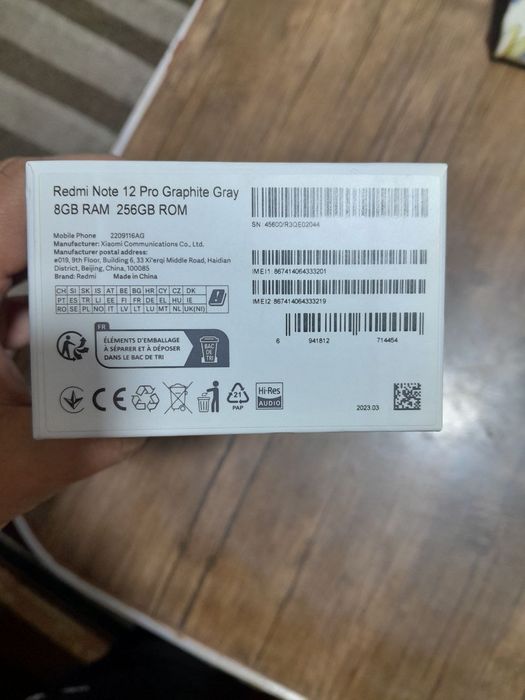 Redmi Note 12 Pro Graphite Gray
8GB RAM 256GB ROM
Mobile Phone 2209116AG
Manufacturer: Xiaomi Communications Co., Ltd.
Manufacturer postal address:
#019, 9th Floor, Building 6, 33 Xi'erqi Middle Road, Haidian
District, Beijing, China, 100085
Brand: Redmi Made in China
CH SI SK IS AT BE BG HR CY CZ DK
PT ES TR LI EE FI FR DE EL HU IE
RO SE PL NO IT LV LT LU MT NL UK(NI)
FR
ÉLÉMENTS D'EMBALLAGE
À SÉPARER ET À DÉPOSER
DANS LE BAC DE TRI
BAC
DE
TRI
CE
21
PAP
Hi-Res
AUDIO
SN: 45600/R3QE02044
IMEI1 867414064333201
IMEI2 867414064333219
6 941812 714454
2023.03